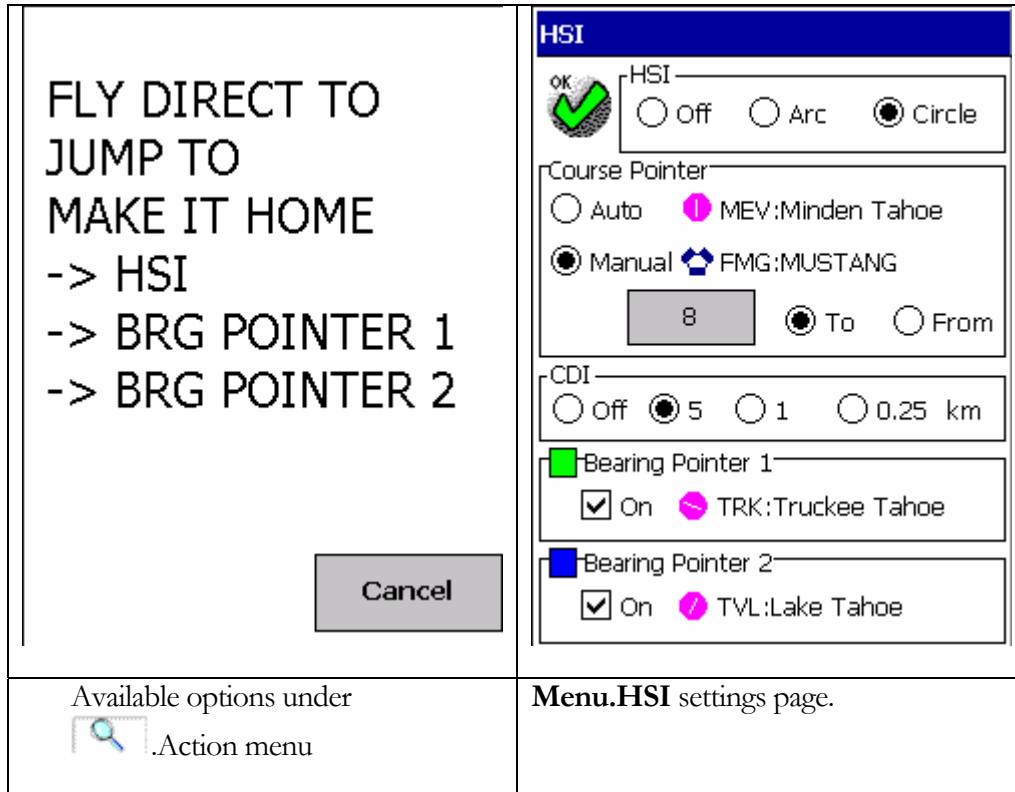 FLY DIRECT TO
JUMP TO
MAKE IT HOME
-> HSI
-> BRG POINTER 1
-> BRG POINTER 2
Cancel
HSI
OK
HSI
Off Arc Circle
Course Pointer
Auto MEV:Minden Tahoe
Manual FMG:MUSTANG
8 To From
CDI
Off 5 1 0.25 km
Bearing Pointer 1
On TRK:Truckee Tahoe
Bearing Pointer 2
On TVL:Lake Tahoe
Available options under
.Action menu
Menu.HSI settings page.